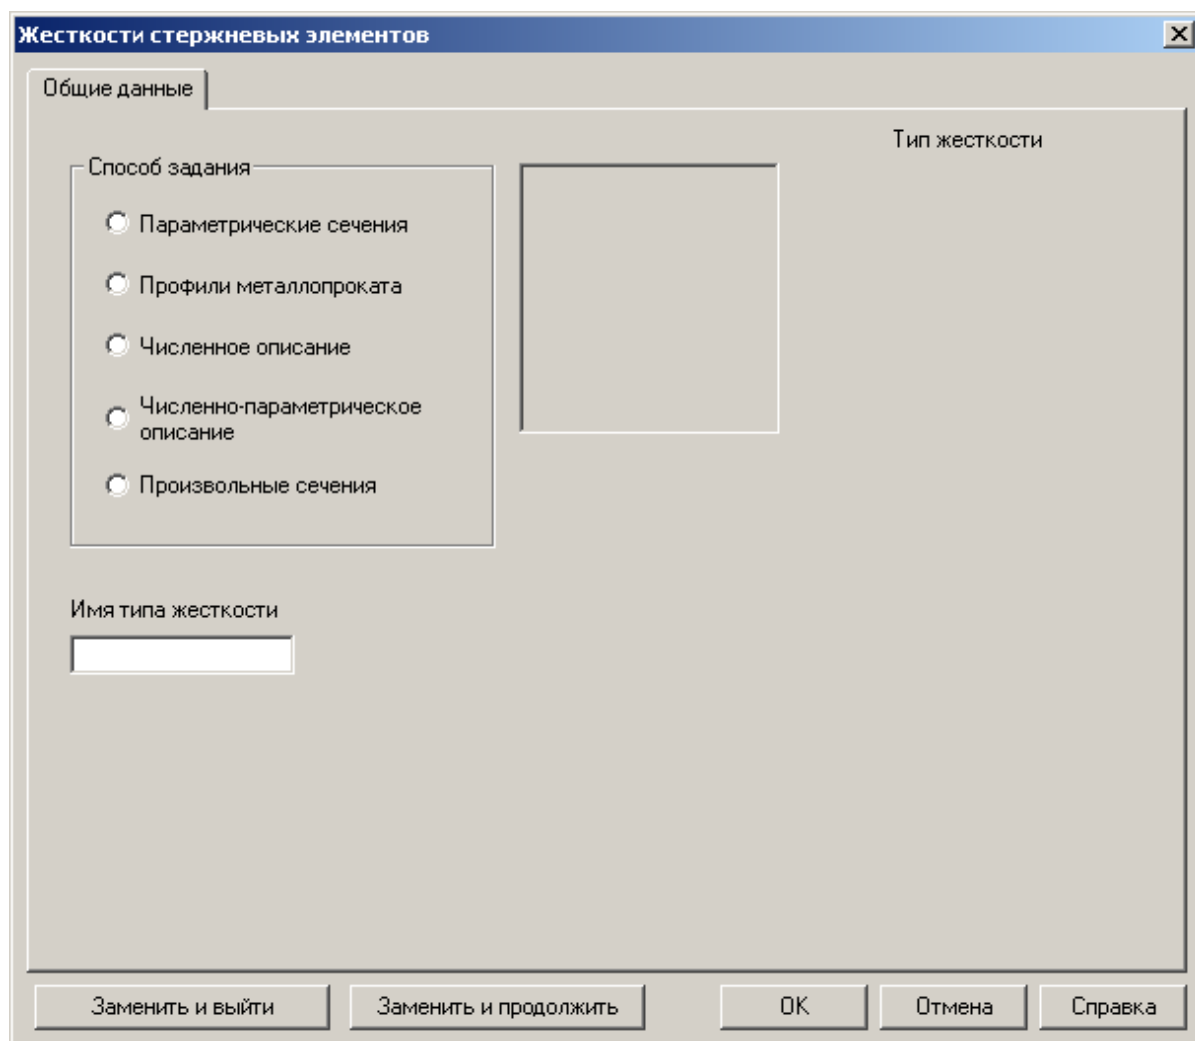 Жесткости стержневых элементов
Общие данные
Тип жесткости
Способ задания
Параметрические сечения
Профили металлопроката
Численное описание
Численно-параметрическое
описание
Произвольные сечения
Имя типа жесткости
Заменить и выйти
Заменить и продолжить
OK
Отмена
Справка